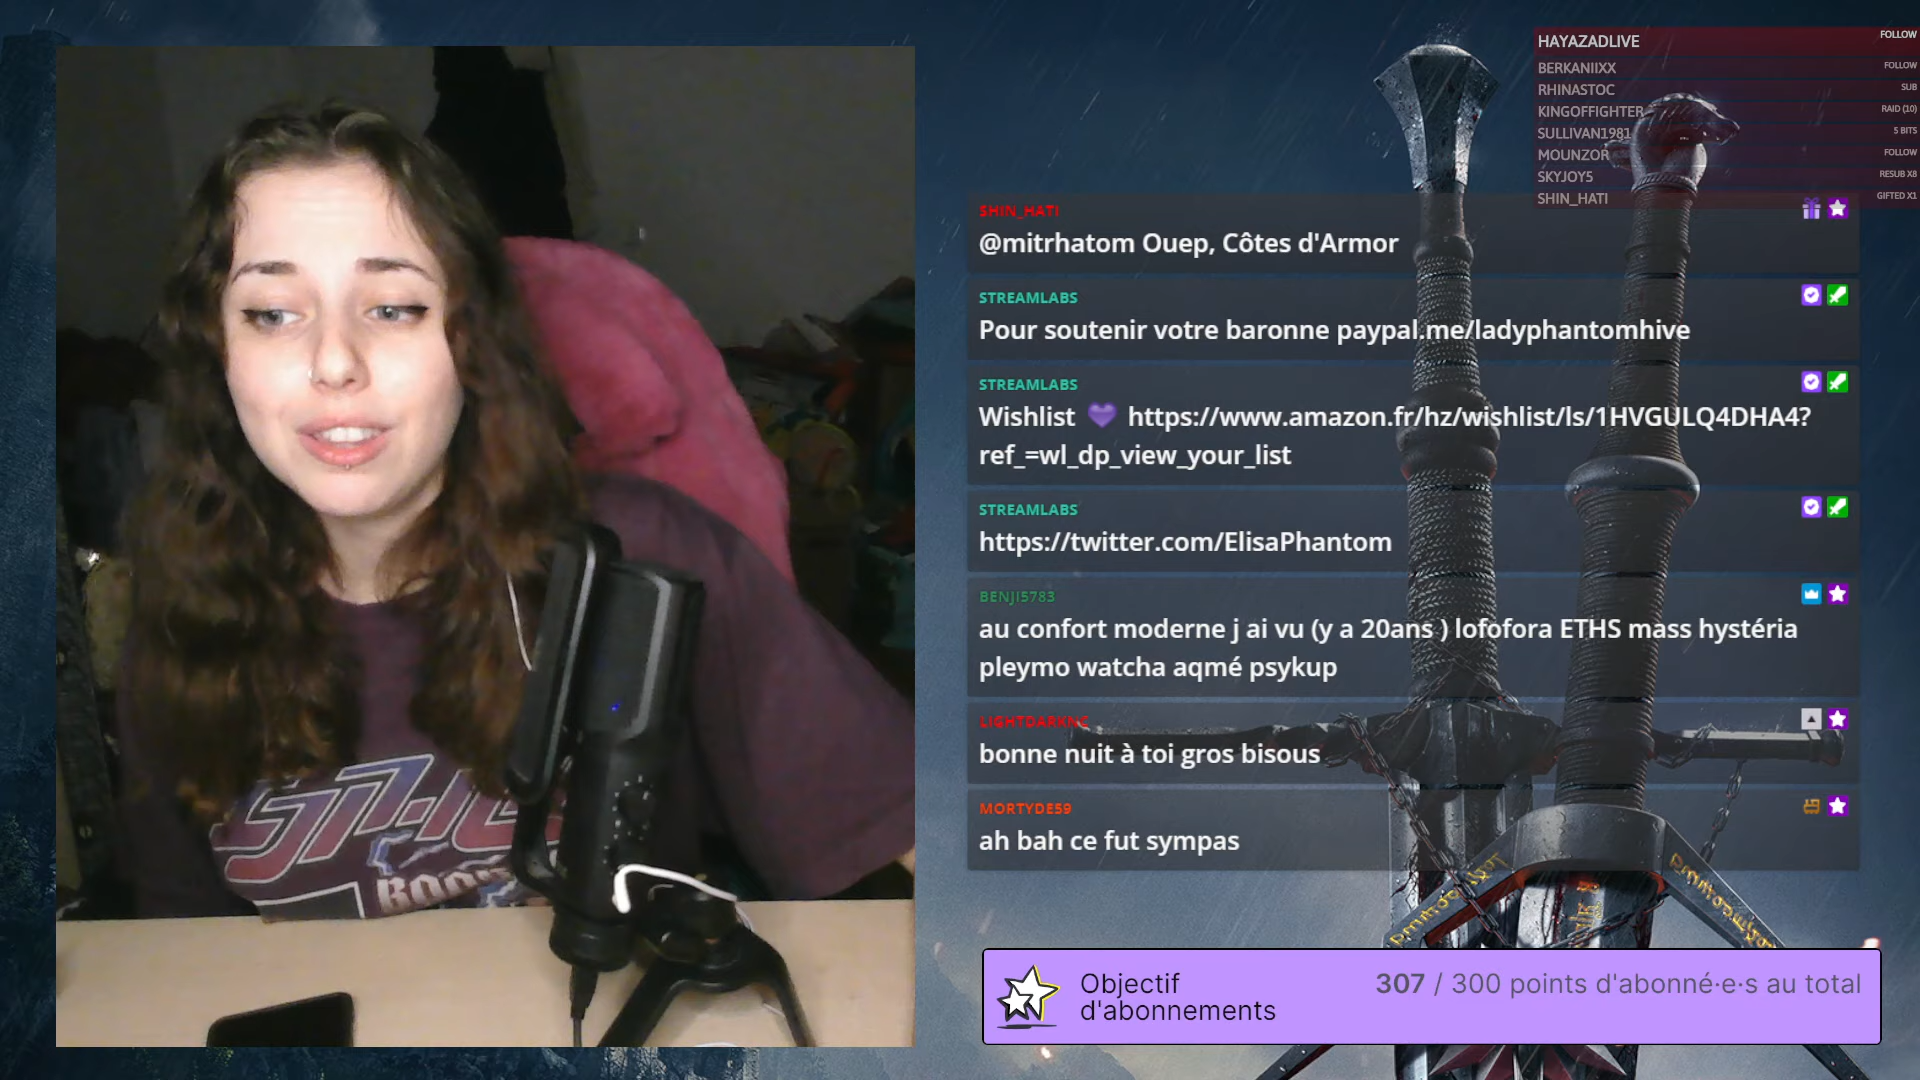 HAYAZADLIVE FOLLOW
BERKANIIXX FOLLOW
RHINASTOC SUB
KINGOFFIGHTER RAID (10)
SULLIVAN1981 5 BITS
MOUNZOR FOLLOW
SKYJOY5 RESUB X8
SHIN_HATI GIFTED X1
SHIN_HATI
@mitrhatom Ouep, Côtes d'Armor
STREAMLABS
Pour soutenir votre baronne paypal.me/ladyphantomhive
STREAMLABS
Wishlist 💜 https://www.amazon.fr/hz/wishlist/ls/1HVGULQ4DHA4?
ref_=wl_dp_view_your_list
STREAMLABS
https://twitter.com/ElisaPhantom
BENJI5783
au confort moderne j ai vu (y a 20ans ) lofofora ETHS mass hystéria
pleymo watcha aqmé psykup
LIGHTDARKNE
bonne nuit à toi gros bisous
MORTYDE59
ah bah ce fut sympas
Objectif
d'abonnements
307 / 300 points d'abonné·e·s au total